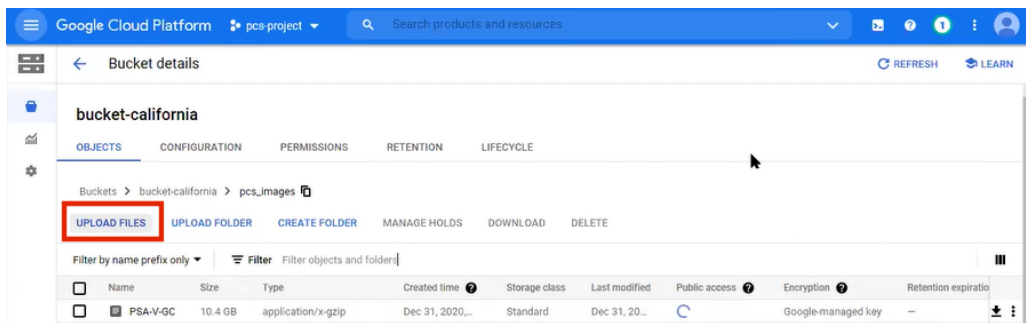 Google Cloud Platform pcs-project Search products and resources 1
Bucket details REFRESH LEARN
bucket-california
OBJECTS CONFIGURATION PERMISSIONS RETENTION LIFECYCLE
Buckets > bucket-california > pcs_images
UPLOAD FILES UPLOAD FOLDER CREATE FOLDER MANAGE HOLDS DOWNLOAD DELETE
Filter by name prefix only Filter Filter objects and folders
Name Size Type Created time Storage class Last modified Public access Encryption Retention expiratio
PSA-V-GC 10.4 GB application/x-gzip Dec 31, 2020,... Standard Dec 31, 20... Google-managed key –